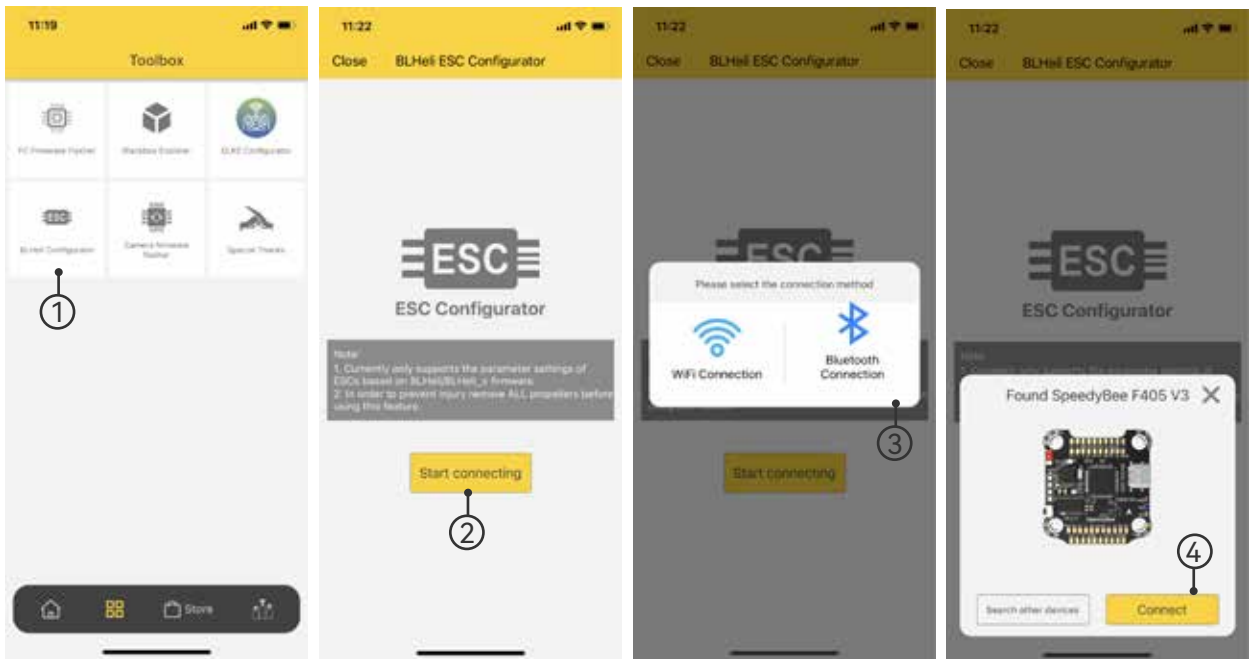 11:19
Toolbox
FC Firmware Flasher
Blackbox Explorer
ELRS Configurator
BLHeli Configurator
Camera firmware
flasher
Special Thanks
1
Store
11:22
Close BLHeli ESC Configurator
ESC
ESC Configurator
Note:
1. Currently only supports the parameter settings of
ESCs based on BLHeli/BLHeli_s firmware.
2. In order to prevent injury remove ALL propellers before
using this feature.
Start connecting
2
11:22
Close BLHeli ESC Configurator
ESC
Please select the connection method
WiFi Connection
Bluetooth
Connection
3
Start connecting
11:22
Close BLHeli ESC Configurator
ESC
ESC Configurator
Note:
Found SpeedyBee F405 V3
4
Search other devices
Connect